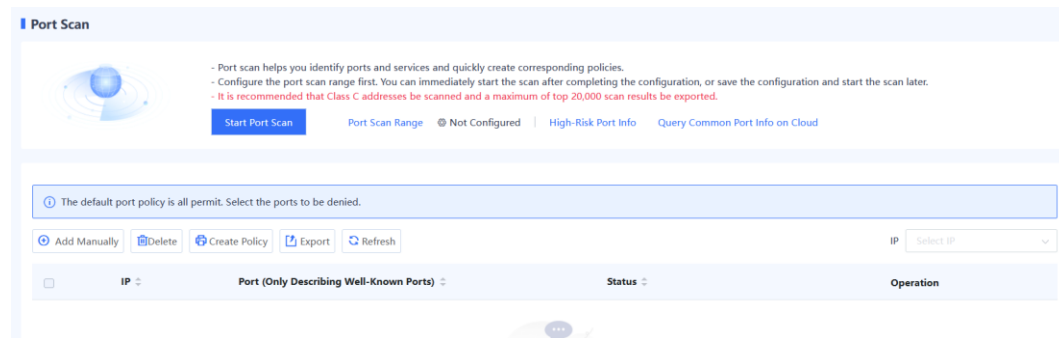 Port Scan
- Port scan helps you identify ports and services and quickly create corresponding policies.
- Configure the port scan range first. You can immediately start the scan after completing the configuration, or save the configuration and start the scan later.
- It is recommended that Class C addresses be scanned and a maximum of top 20,000 scan results be exported.
Start Port Scan Port Scan Range Not Configured High-Risk Port Info Query Common Port Info on Cloud
The default port policy is all permit. Select the ports to be denied.
Add Manually Delete Create Policy Export Refresh IP Select IP
IP Port (Only Describing Well-Known Ports) Status Operation